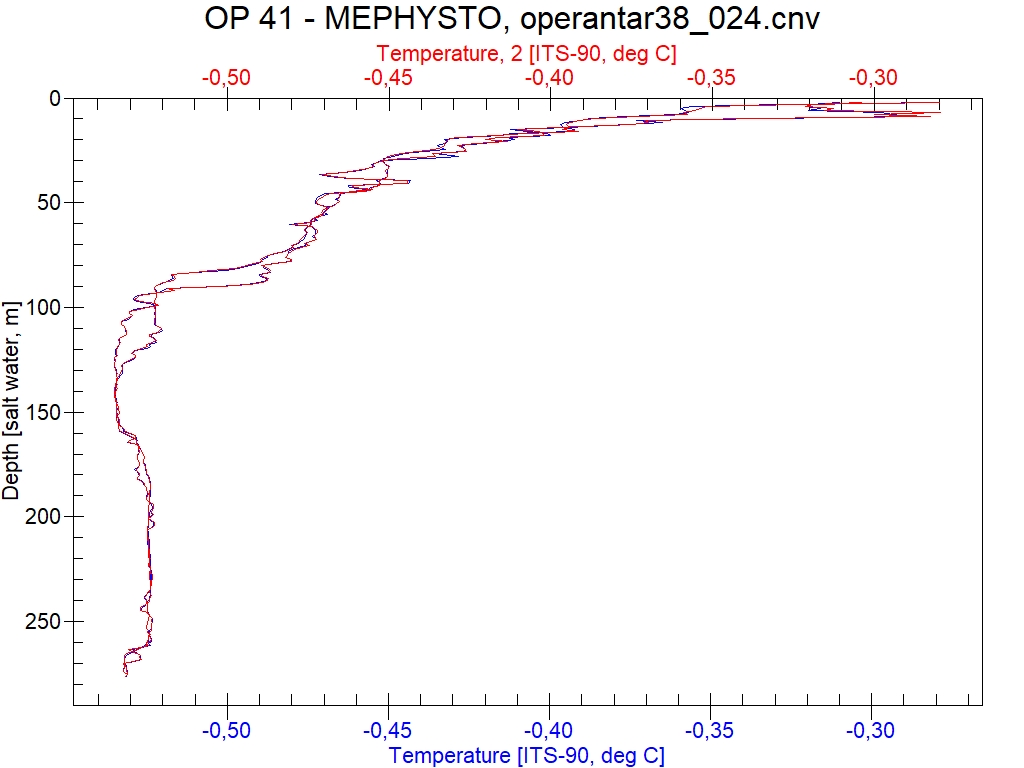 OP 41 - MEPHYSTO, operantar38_024.cnv
Temperature, 2 [ITS-90, deg C]
-0,50 -0,45 -0,40 -0,35 -0,30
0
50
100
150
200
250
Depth [salt water, m]
-0,50 -0,45 -0,40 -0,35 -0,30
Temperature [ITS-90, deg C]